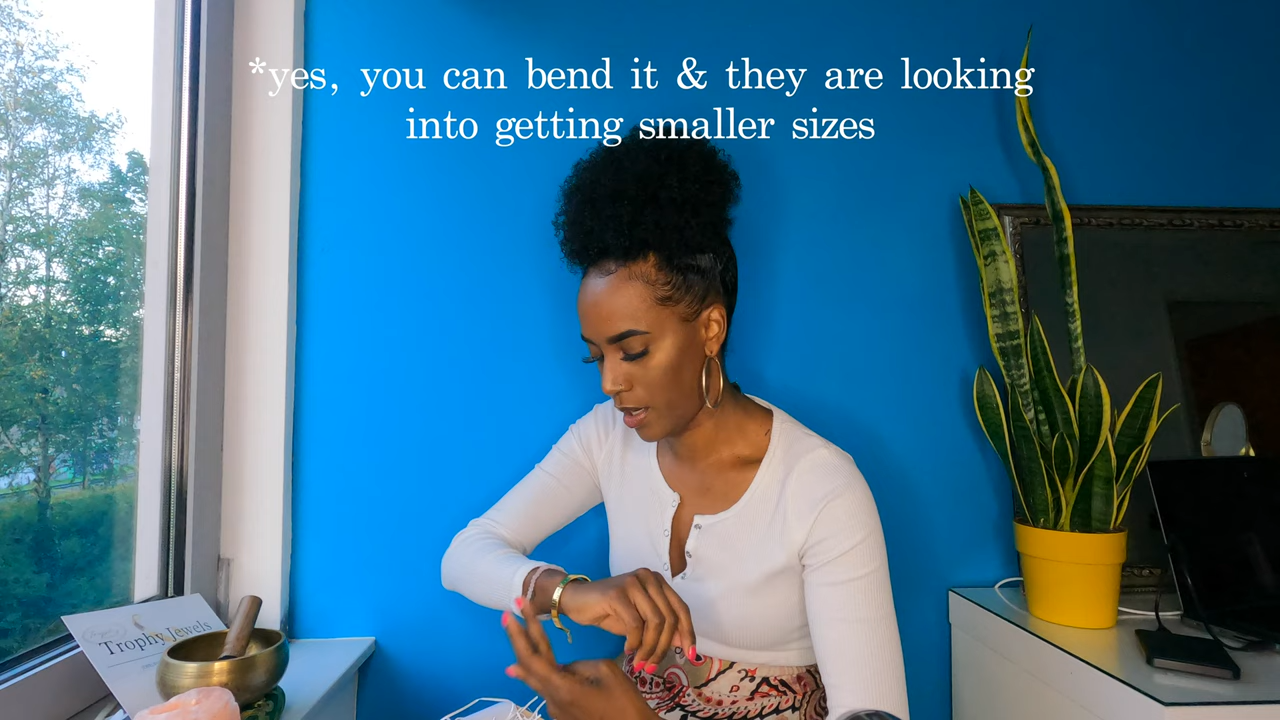 *yes, you can bend it & they are looking
into getting smaller sizes
Trophy Jewels